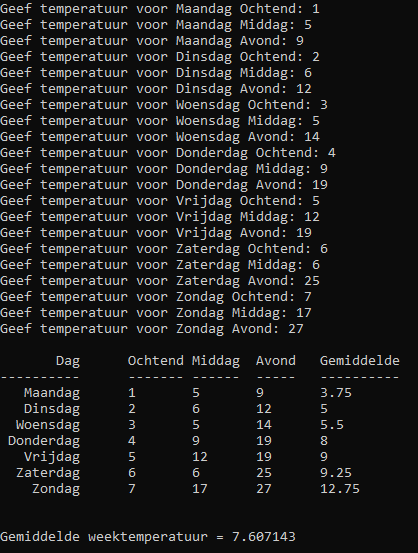 Geef temperatuur voor Maandag Ochtend: 1
Geef temperatuur voor Maandag Middag: 5
Geef temperatuur voor Maandag Avond: 9
Geef temperatuur voor Dinsdag Ochtend: 2
Geef temperatuur voor Dinsdag Middag: 6
Geef temperatuur voor Dinsdag Avond: 12
Geef temperatuur voor Woensdag Ochtend: 3
Geef temperatuur voor Woensdag Middag: 5
Geef temperatuur voor Woensdag Avond: 14
Geef temperatuur voor Donderdag Ochtend: 4
Geef temperatuur voor Donderdag Middag: 9
Geef temperatuur voor Donderdag Avond: 19
Geef temperatuur voor Vrijdag Ochtend: 5
Geef temperatuur voor Vrijdag Middag: 12
Geef temperatuur voor Vrijdag Avond: 19
Geef temperatuur voor Zaterdag Ochtend: 6
Geef temperatuur voor Zaterdag Middag: 6
Geef temperatuur voor Zaterdag Avond: 25
Geef temperatuur voor Zondag Ochtend: 7
Geef temperatuur voor Zondag Middag: 17
Geef temperatuur voor Zondag Avond: 27
Dag Ochtend Middag Avond Gemiddelde
---------- ------- ------ ----- ----------
Maandag 1 5 9 3.75
Dinsdag 2 6 12 5
Woensdag 3 5 14 5.5
Donderdag 4 9 19 8
Vrijdag 5 12 19 9
Zaterdag 6 6 25 9.25
Zondag 7 17 27 12.75
Gemiddelde weektemperatuur = 7.607143